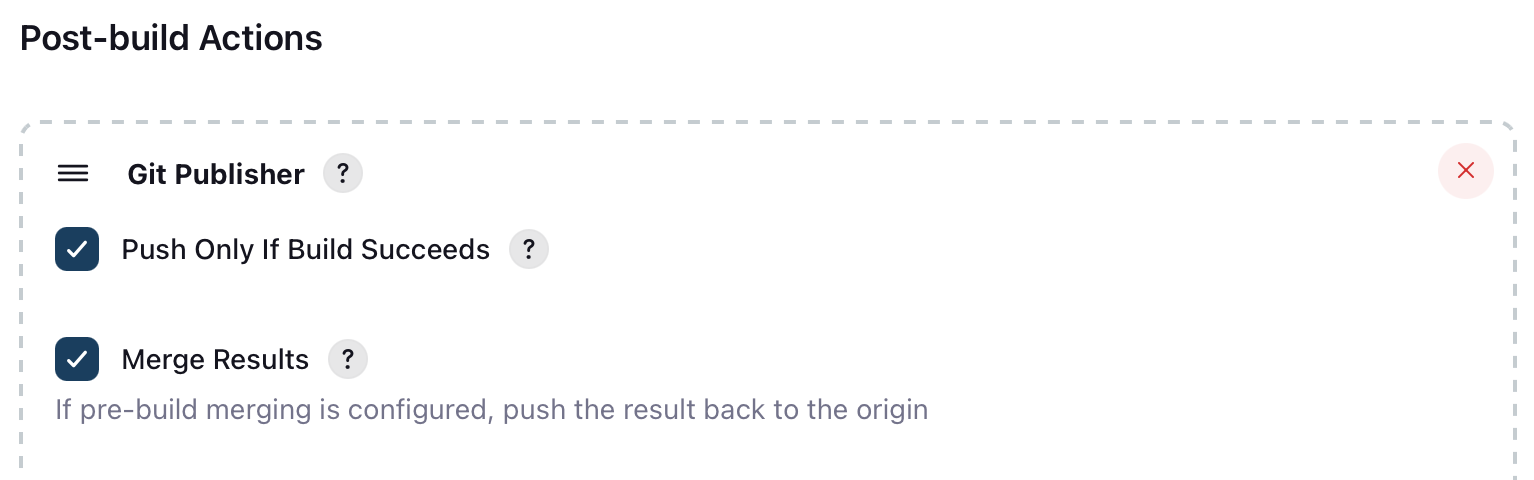 Post-build Actions
Git Publisher ?
Push Only If Build Succeeds ?
Merge Results ?
If pre-build merging is configured, push the result back to the origin